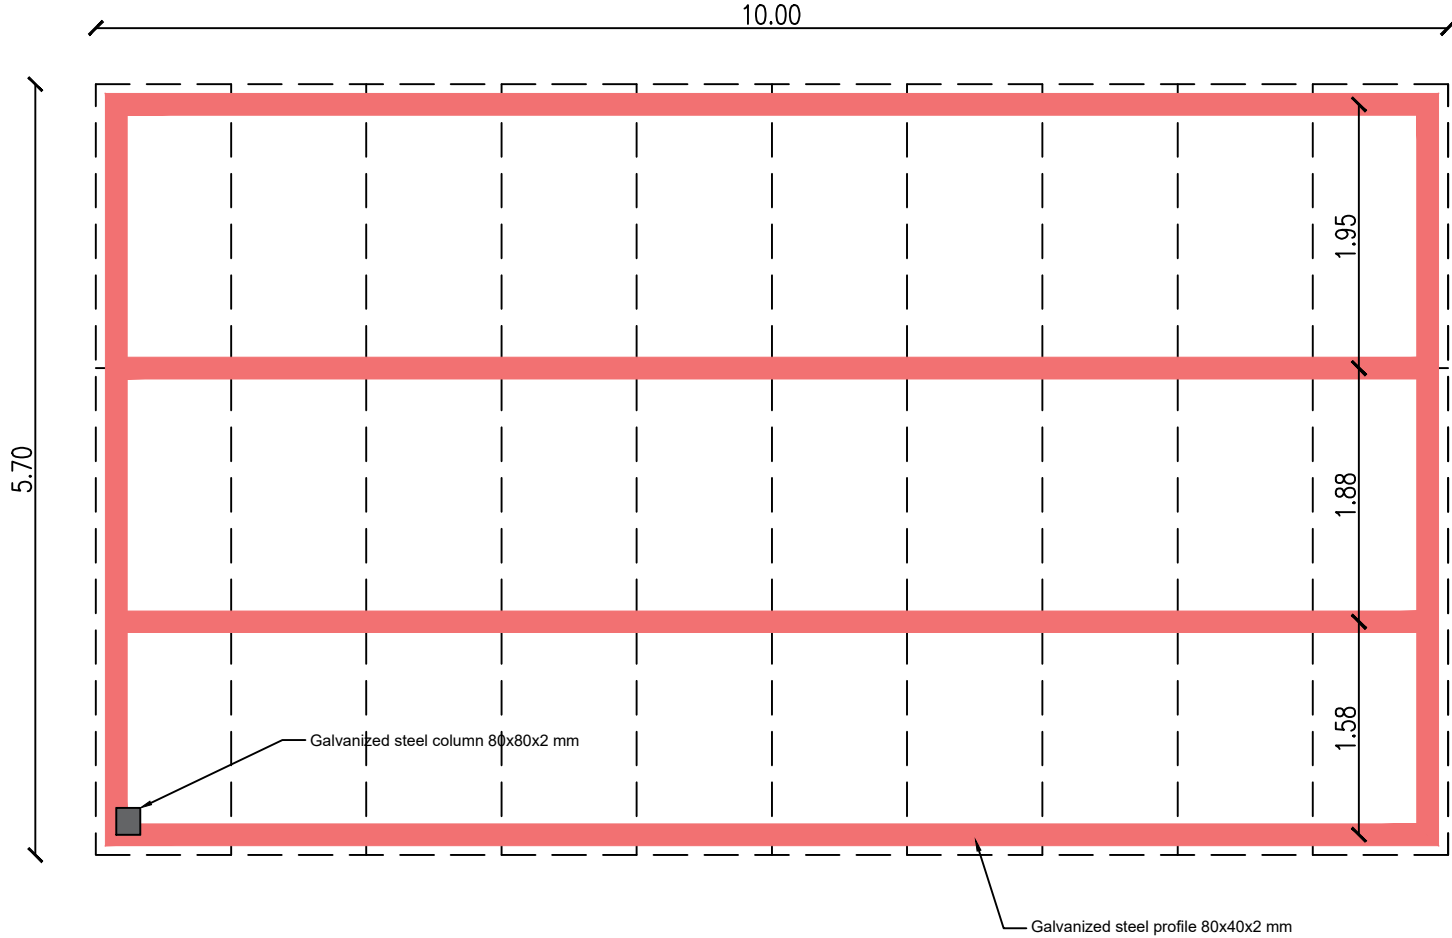 10.00
1.95
5.70
1.88
1.58
Galvanized steel column 80x80x2 mm
Galvanized steel profile 80x40x2 mm